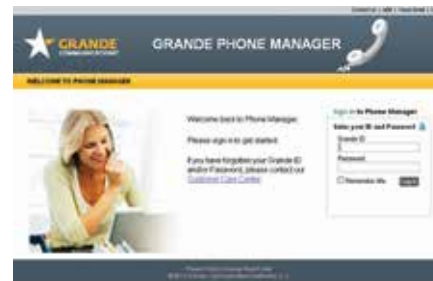 GRANDE
COMMUNICATIONS
GRANDE PHONE MANAGER
WELCOME TO PHONE MANAGER
Welcome back to Phone Manager.
Please sign in to get started.
If you have forgotten your Grande ID
and/or Password, please contact our
Customer Care Center.
Sign in to Phone Manager
Enter your ID and Password
Grande ID
Password
Remember Me